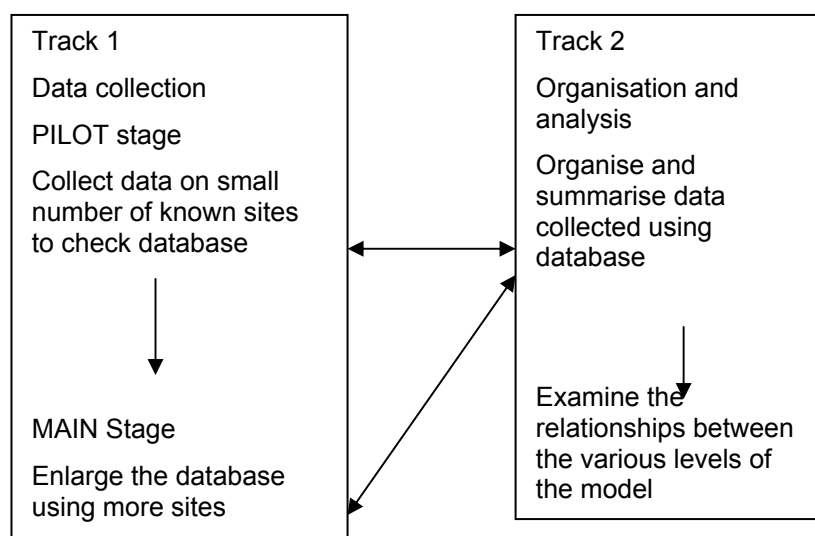 Track 1
Data collection
PILOT stage
Collect data on small
number of known sites
to check database
MAIN Stage
Enlarge the database
using more sites
Track 2
Organisation and
analysis
Organise and
summarise data
collected using
database
Examine the
relationships between
the various levels of
the model